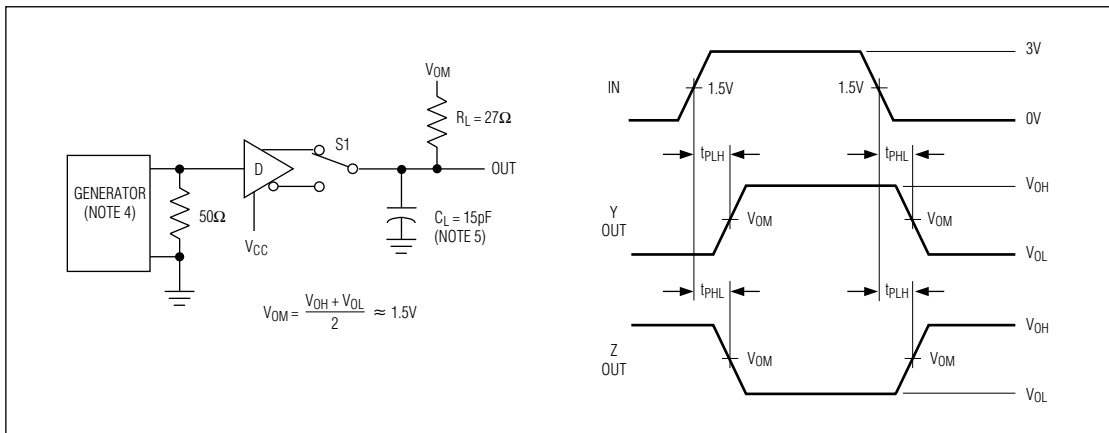 GENERATOR
(NOTE 4)
50Ω
D
VCC
S1
VOM
RL = 27Ω
OUT
CL = 15pF
(NOTE 5)
VOM = VOH + VOL / 2 ≈ 1.5V
IN
1.5V
1.5V
3V
0V
tPLH
tPHL
Y
OUT
VOM
VOM
VOH
VOL
tPHL
tPLH
Z
OUT
VOM
VOM
VOH
VOL